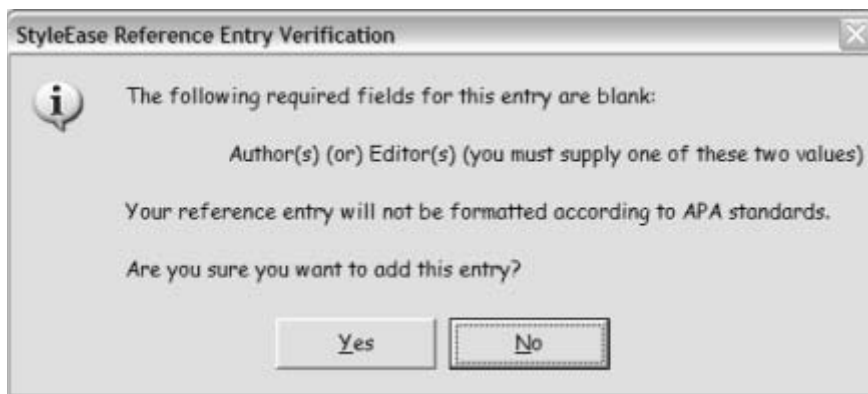 StyleEase Reference Entry Verification
The following required fields for this entry are blank:
Author(s) (or) Editor(s) (you must supply one of these two values)
Your reference entry will not be formatted according to APA standards.
Are you sure you want to add this entry?
Yes
No